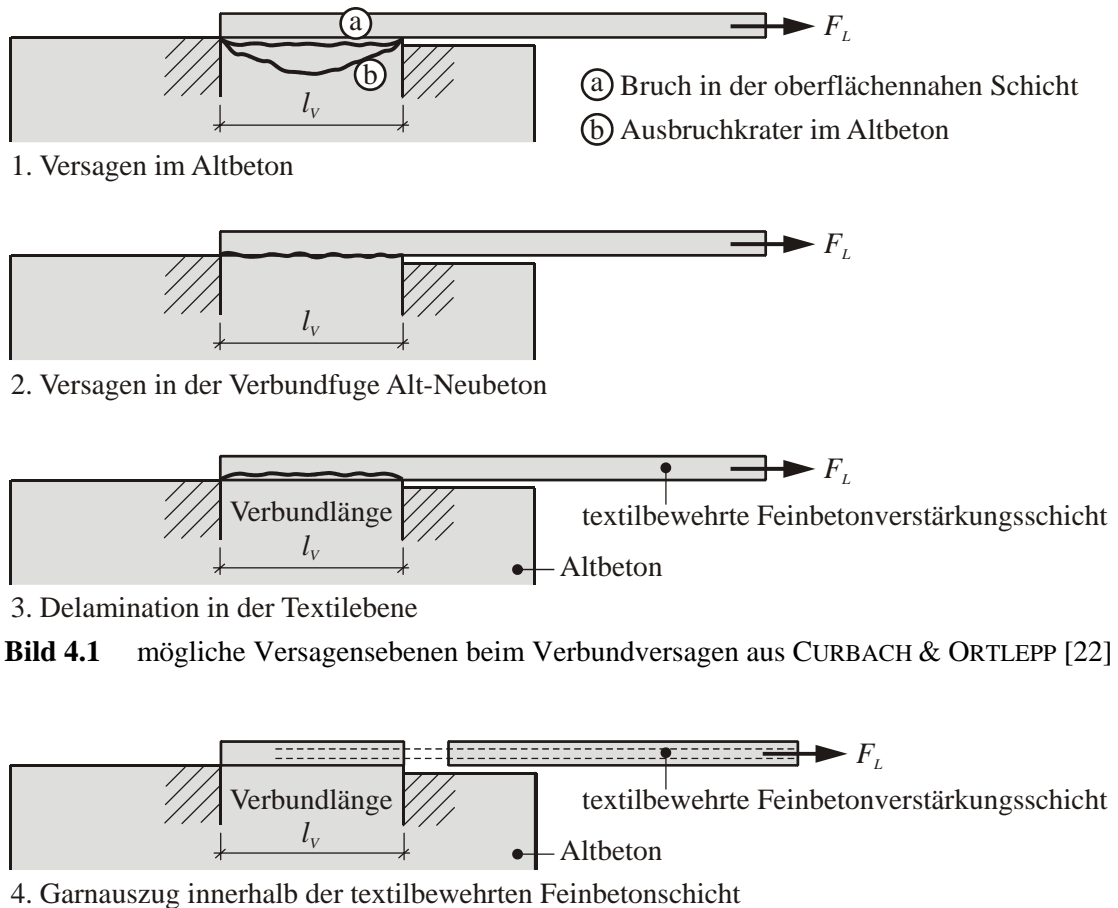 a F_L
b
l_V
ⓐ Bruch in der oberflächennahen Schicht
ⓑ Ausbruchkrater im Altbeton
1. Versagen im Altbeton
F_L
l_V
2. Versagen in der Verbundfuge Alt-Neubeton
F_L
Verbundlänge
l_V
textilbewehrte Feinbetonverstärkungsschicht
Altbeton
3. Delamination in der Textilebene
Bild 4.1 mögliche Versagensebenen beim Verbundversagen aus CURBACH & ORTLEPP [22]
F_L
Verbundlänge
l_V
textilbewehrte Feinbetonverstärkungsschicht
Altbeton
4. Garnauszug innerhalb der textilbewehrten Feinbetonschicht